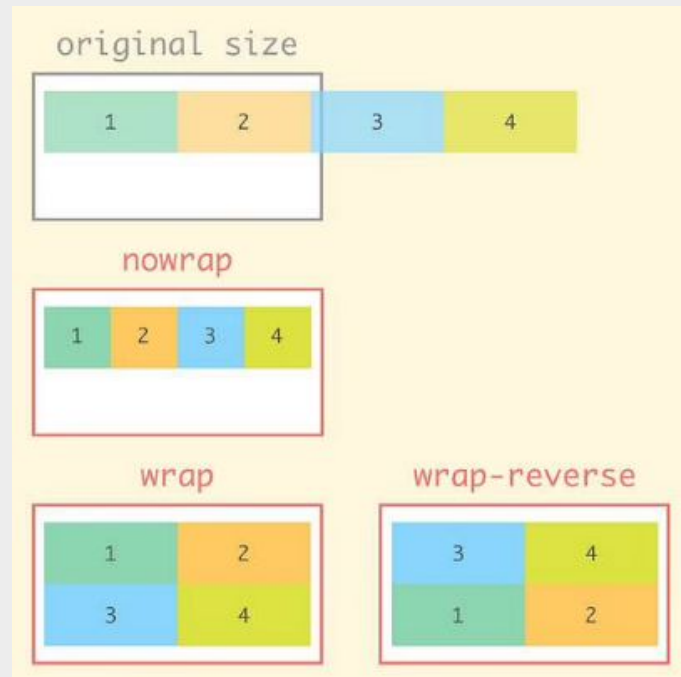 original size
1 2 3 4
nowrap
1 2 3 4
wrap
1 2
3 4
wrap-reverse
3 4
1 2